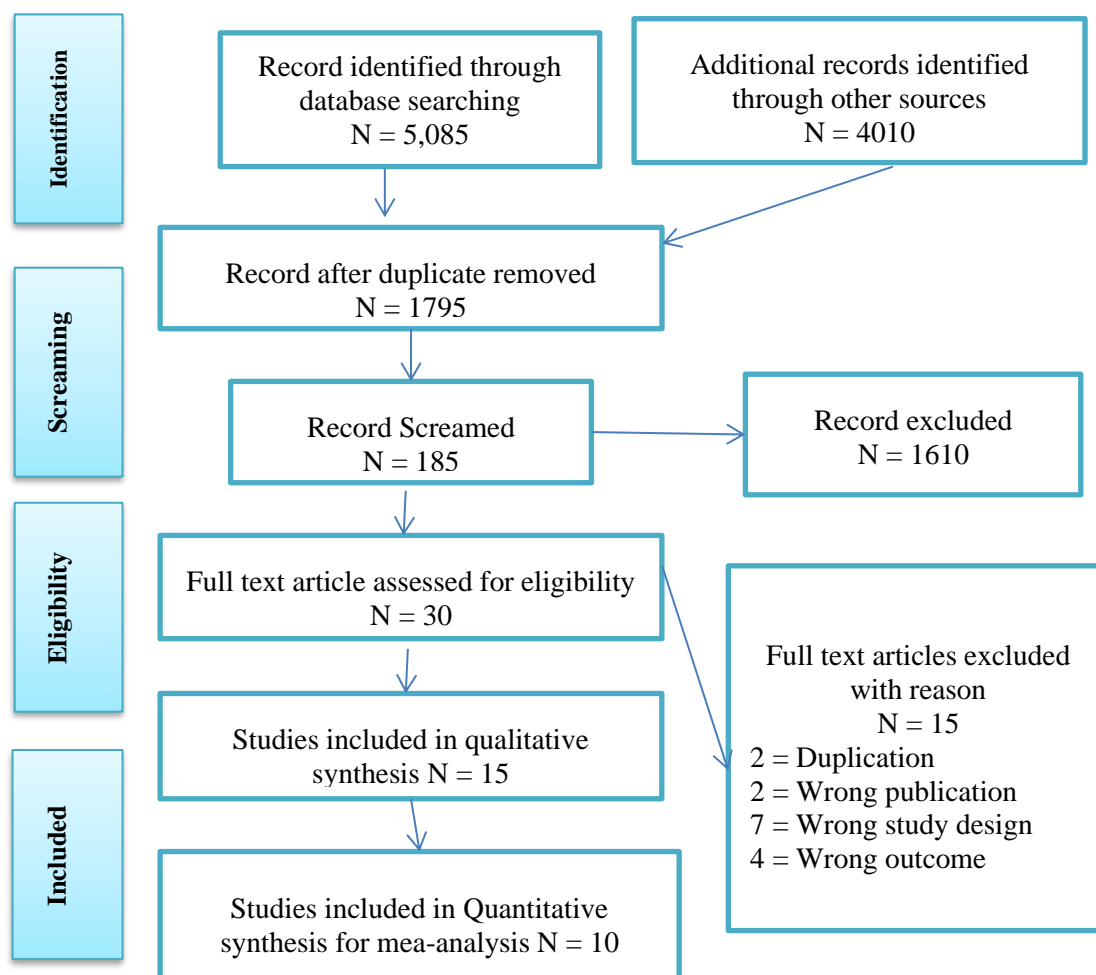 Identification
Record identified through
database searching
N = 5,085
Additional records identified
through other sources
N = 4010
Record after duplicate removed
N = 1795
Screaming
Record Screamed
N = 185
Record excluded
N = 1610
Eligibility
Full text article assessed for eligibility
N = 30
Full text articles excluded
with reason
N = 15
2 = Duplication
2 = Wrong publication
7 = Wrong study design
4 = Wrong outcome
Studies included in qualitative
synthesis N = 15
Included
Studies included in Quantitative
synthesis for mea-analysis N = 10